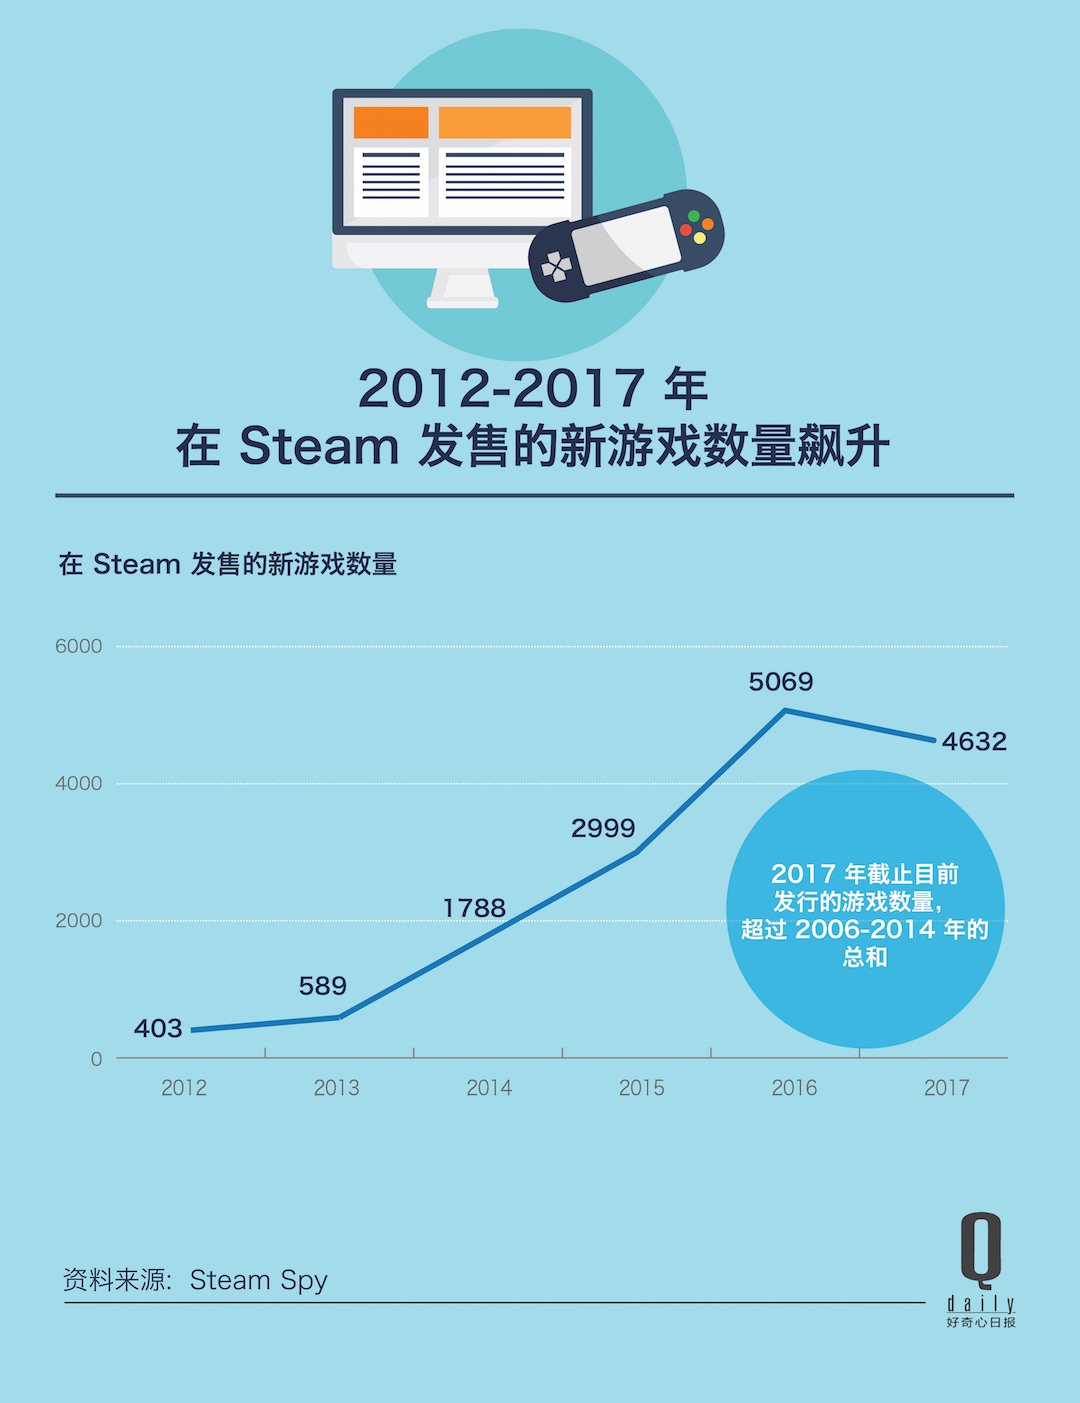 2012-2017 年
在 Steam 发售的新游戏数量飙升
在 Steam 发售的新游戏数量
6000
4000
2000
0
403
589
1788
2999
5069
4632
2017 年截止目前
发行的游戏数量,
超过 2006-2014 年的
总和
2012 2013 2014 2015 2016 2017
资料来源: Steam Spy
Q
daily
好奇心日报